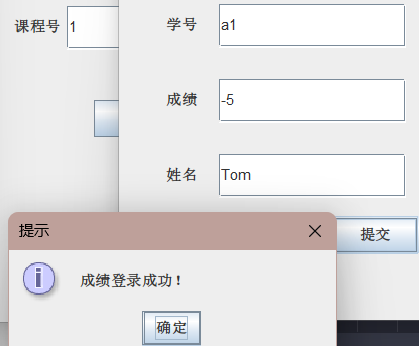 课程号 1
学号 a1
成绩 -5
姓名 Tom
提交
提示
成绩登录成功！
确定